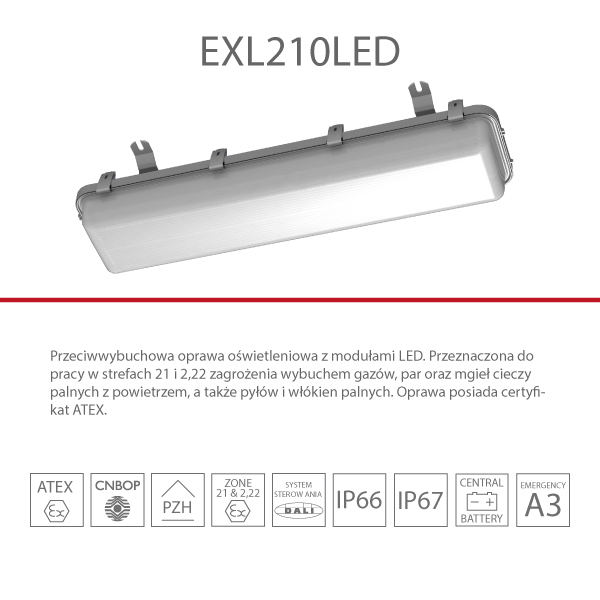 EXL210LED
Przeciwwybuchowa oprawa oświetleniowa z modułami LED. Przeznaczona do
pracy w strefach 21 i 2,22 zagrożenia wybuchem gazów, par oraz mgieł cieczy
palnych z powietrzem, a także pyłów i włókien palnych. Oprawa posiada certyfi-
kat ATEX.
ATEX
Ex
CNBOP
PZH
ZONE
21 & 2,22
Ex
SYSTEM
STEROWANIA
DALI
IP66
IP67
CENTRAL
BATTERY
EMERGENCY
A3